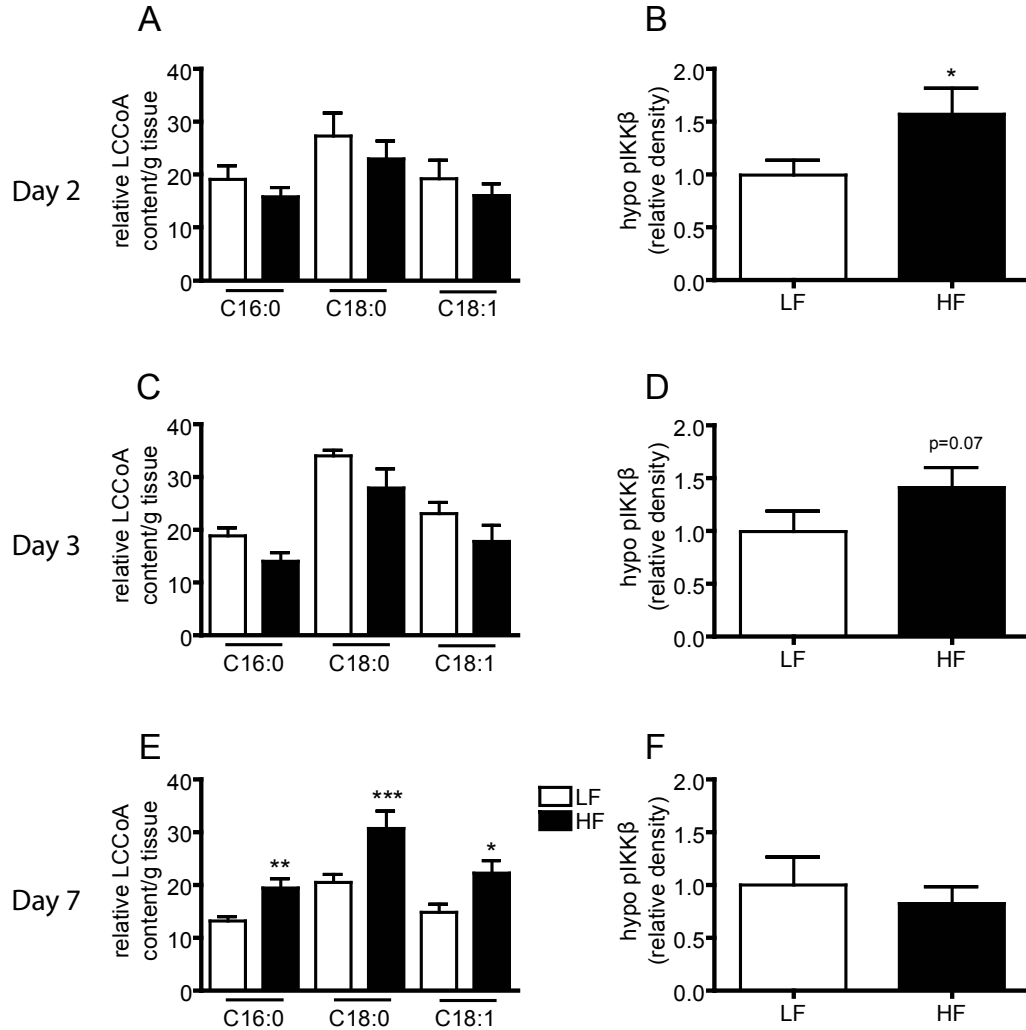 A
relative LCCoA
content/g tissue
40
30
20
10
0
C16:0 C18:0 C18:1
Day 2
B
hypo pIKKβ
(relative density)
2.0
1.5
1.0
0.5
0.0
*
LF HF
C
relative LCCoA
content/g tissue
40
30
20
10
0
C16:0 C18:0 C18:1
Day 3
D
hypo pIKKβ
(relative density)
2.0
1.5
1.0
0.5
0.0
p=0.07
LF HF
E
relative LCCoA
content/g tissue
40
30
20
10
0
** *** *
C16:0 C18:0 C18:1
Day 7
LF
HF
F
hypo pIKKβ
(relative density)
2.0
1.5
1.0
0.5
0.0
LF HF